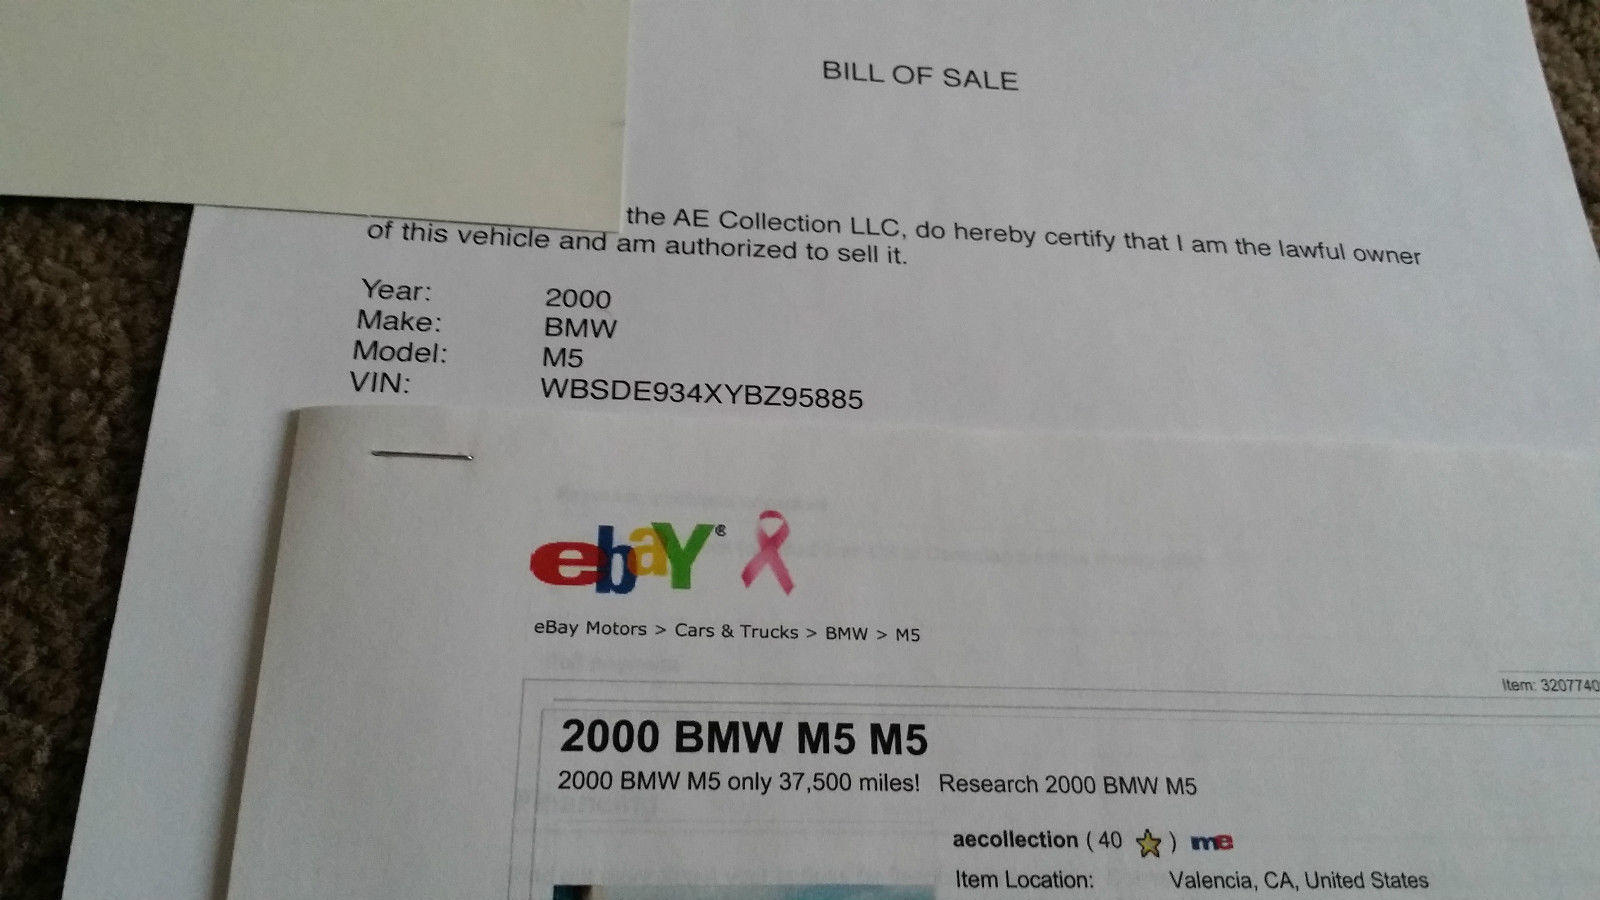 BILL OF SALE
the AE Collection LLC, do hereby certify that I am the lawful owner
of this vehicle and am authorized to sell it.
Year: 2000
Make: BMW
Model: M5
VIN: WBSDE934XYBZ95885
ebay®
eBay Motors > Cars & Trucks > BMW > M5
Item: 3207740
2000 BMW M5 M5
2000 BMW M5 only 37,500 miles! Research 2000 BMW M5
aecollection ( 40 ) me
Item Location: Valencia, CA, United States